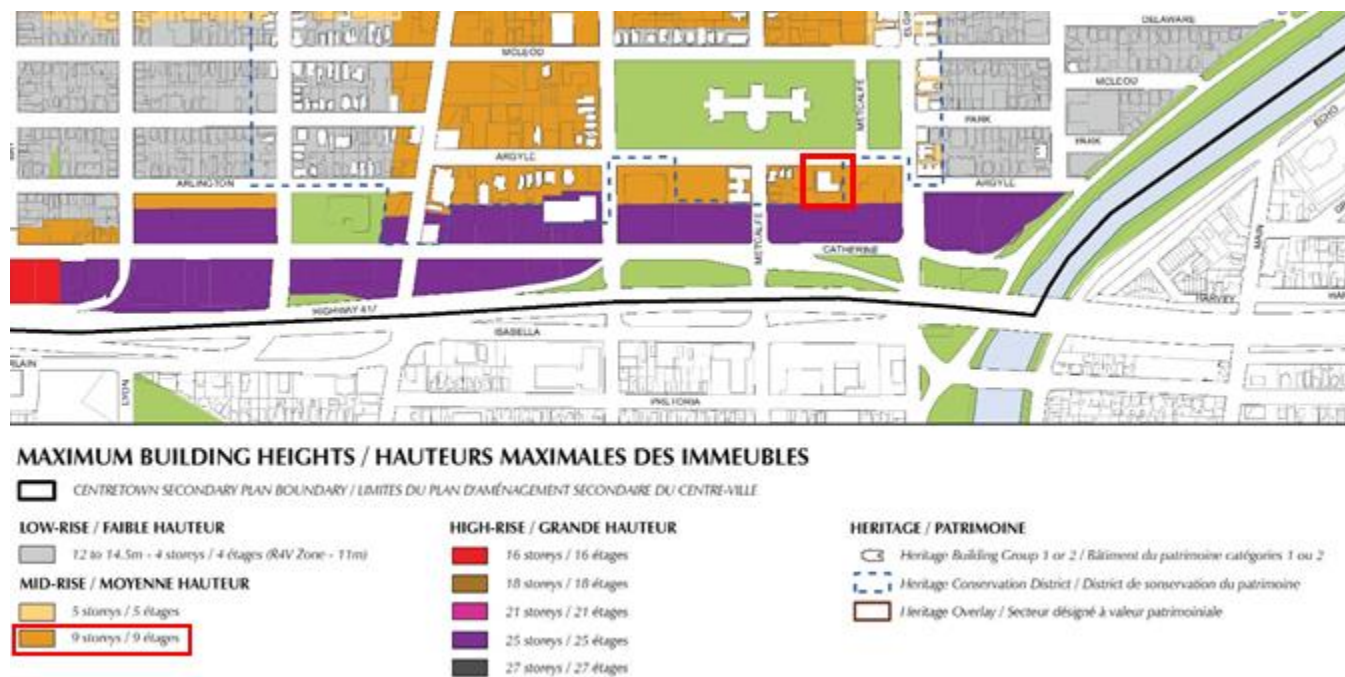 DELAWARE
MCLEOD
METCALFE
MCLEOD
PARK
PARK
ECHO
ARGYLE
ARLINGTON
ARGYLE
METCALFE
CATHERINE
MAIN
HIGHWAY 417
HARVEY
ISABELLA
LYON
PRETORIA
MAXIMUM BUILDING HEIGHTS / HAUTEURS MAXIMALES DES IMMEUBLES
CENTRETOWN SECONDARY PLAN BOUNDARY / LIMITES DU PLAN D'AMÉNAGEMENT SECONDAIRE DU CENTRE-VILLE
LOW-RISE / FAIBLE HAUTEUR
12 to 14.5m - 4 storeys / 4 étages (R4V Zone - 11m)
MID-RISE / MOYENNE HAUTEUR
5 storeys / 5 étages
9 storeys / 9 étages
HIGH-RISE / GRANDE HAUTEUR
16 storeys / 16 étages
18 storeys / 18 étages
21 storeys / 21 étages
25 storeys / 25 étages
27 storeys / 27 étages
HERITAGE / PATRIMOINE
Heritage Building Group 1 or 2 / Bâtiment du patrimoine catégories 1 ou 2
Heritage Conservation District / District de sonservation du patrimoine
Heritage Overlay / Secteur désigné à valeur patrimoiniale